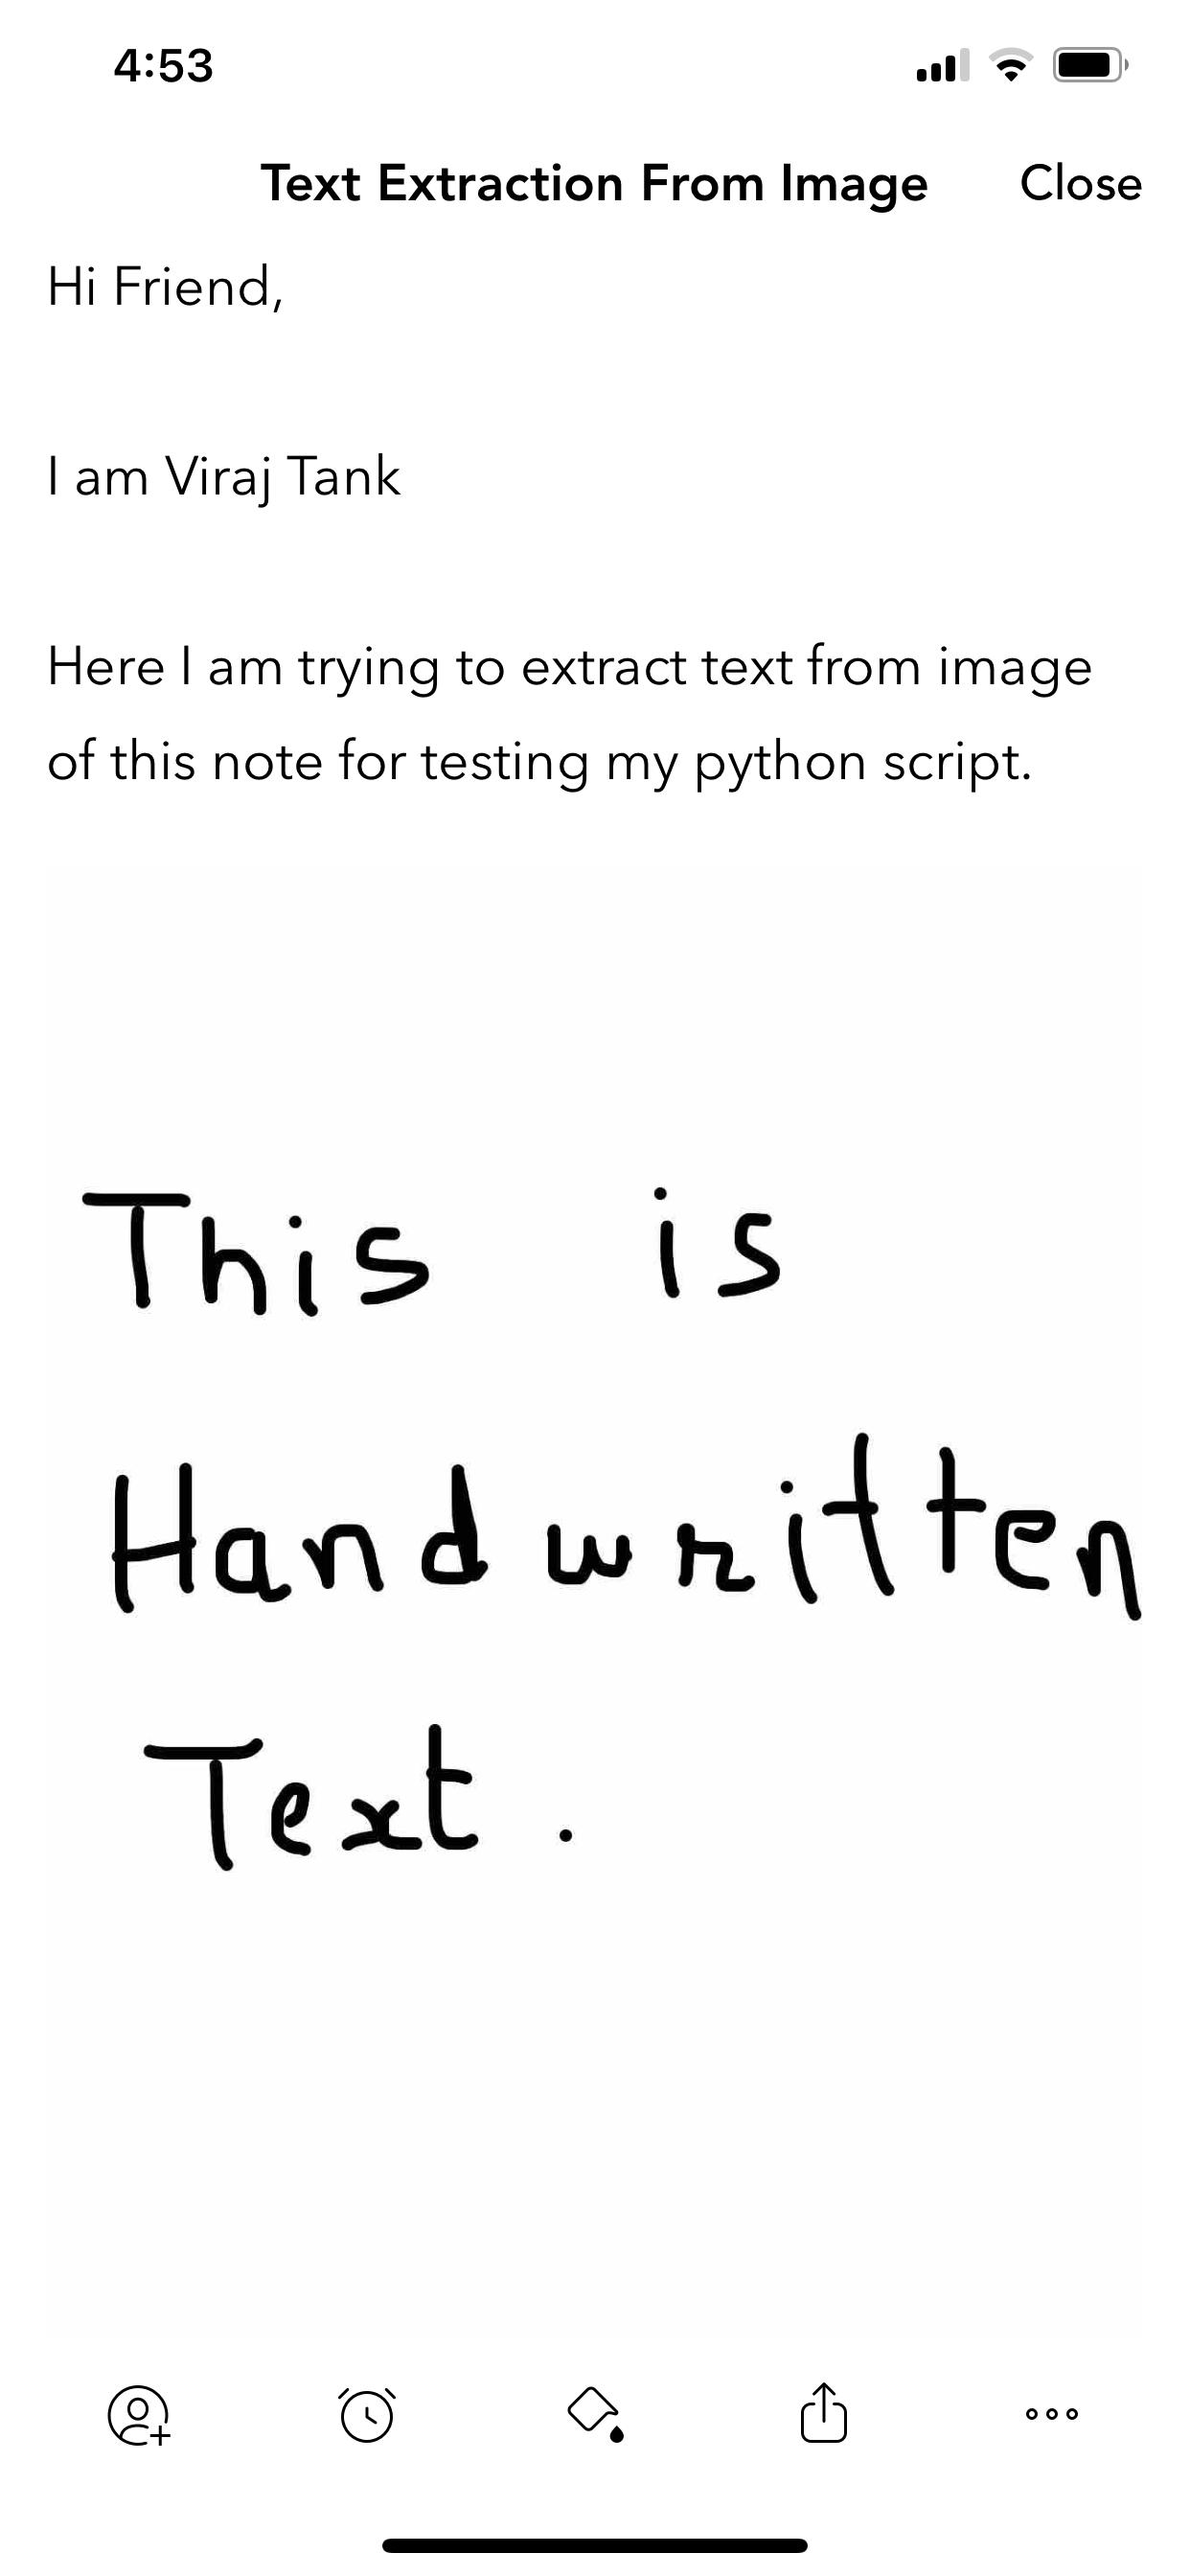 4:53
Text Extraction From Image Close
Hi Friend,
I am Viraj Tank
Here I am trying to extract text from image
of this note for testing my python script.
This is
Handwritten
Text.